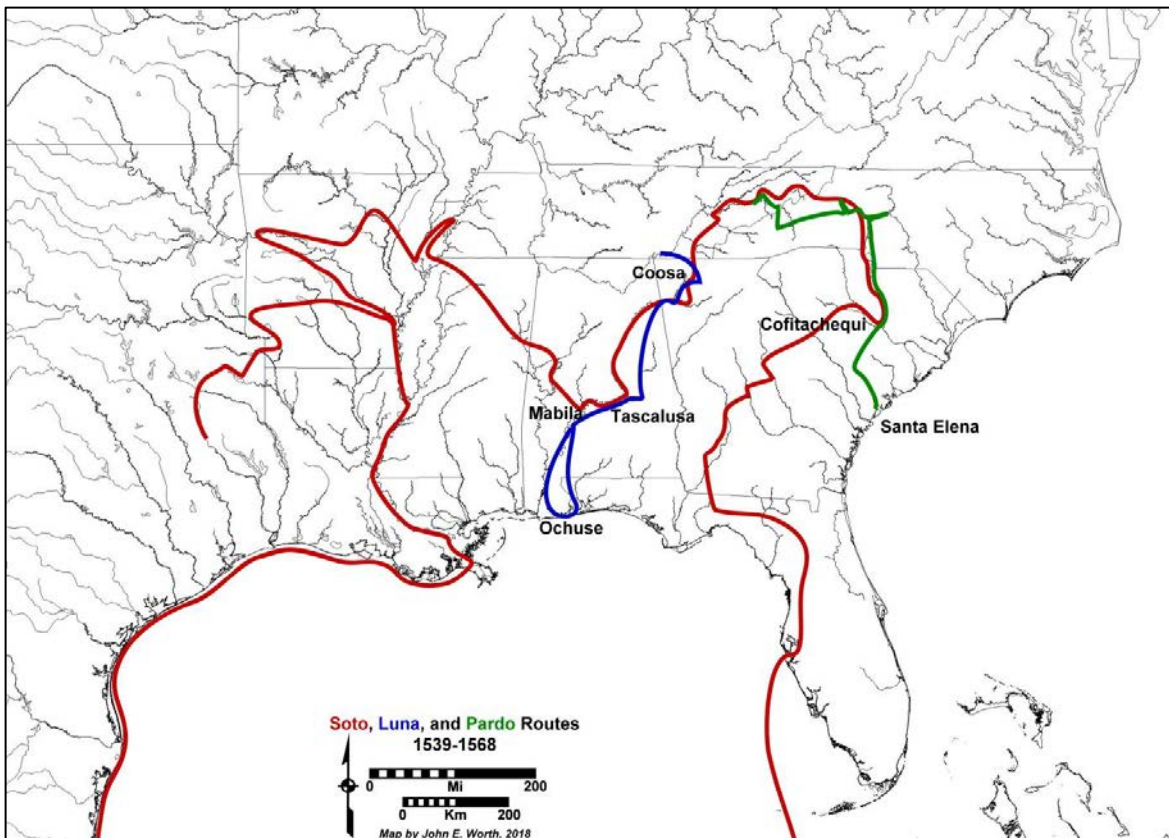 Coosa
Cofitachequi
Mabila
Tascalusa
Santa Elena
Ochuse
Soto, Luna, and Pardo Routes
1539-1568
0 Mi 200
0 Km 200
Map by John E. Worth, 2018